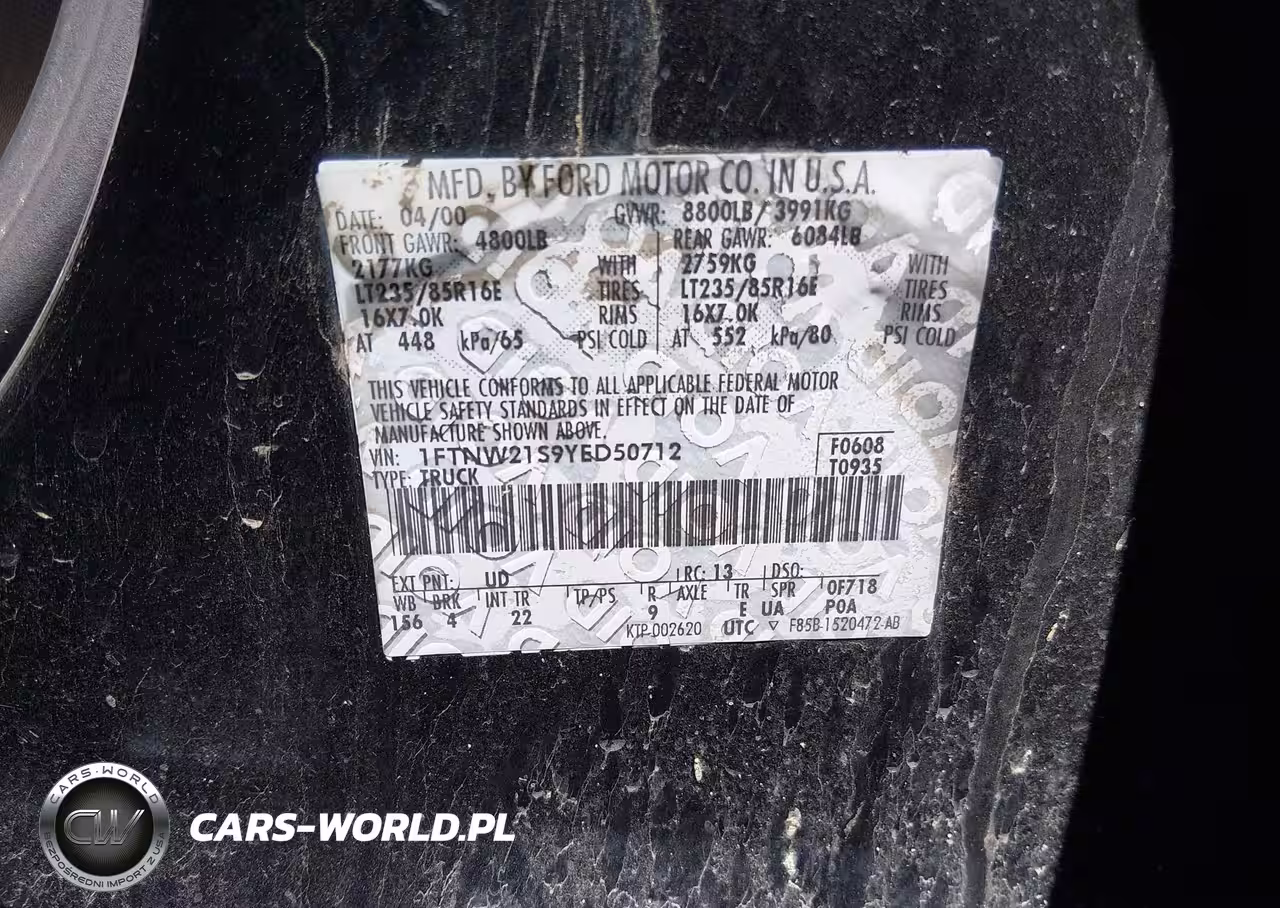 MFD. BY FORD MOTOR CO. IN U.S.A.
DATE: 04/00 GVWR: 8800LB/3991KG
FRONT GAWR: 4800LB REAR GAWR: 6084LB
2177KG WITH 2759KG WITH
LT235/85R16E TIRES LT235/85R16E TIRES
16X7.0K RIMS 16X7.0K RIMS
AT 448 kPa/65 PSI COLD AT 552 kPa/80 PSI COLD
THIS VEHICLE CONFORMS TO ALL APPLICABLE FEDERAL MOTOR
VEHICLE SAFETY STANDARDS IN EFFECT ON THE DATE OF
MANUFACTURE SHOWN ABOVE.
VIN: 1FTNW21S9YED50712 F0608
TYPE: TRUCK T0935
EXT PNT: UD RC: 13 DSO:
WB BRK INT TR TP/PS R AXLE TR SPR 0F718
156 4 22 9 E UA POA
KTP-002620 UTC ▽ F85B-1520472-AB
CARS-WORLD
CW
BEZPOŚREDNI IMPORT Z USA
CARS-WORLD.PL